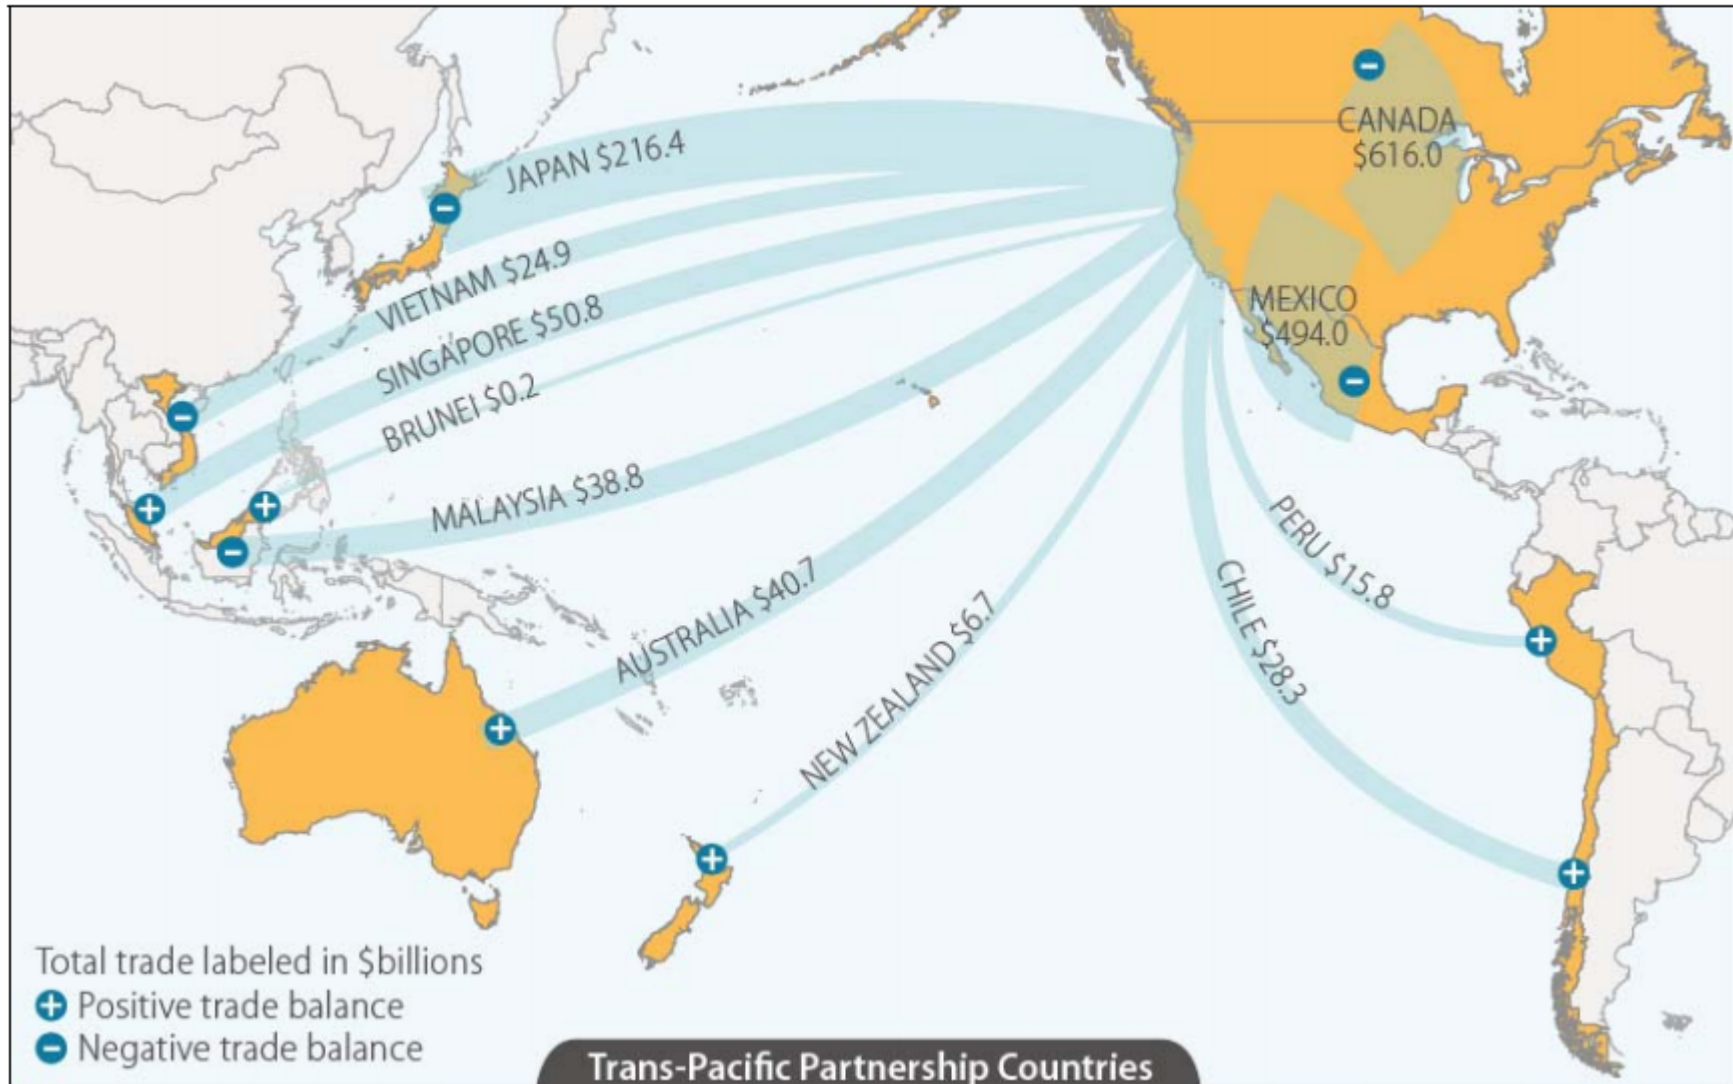 CANADA
$616.0
JAPAN $216.4
VIETNAM $24.9
SINGAPORE $50.8
BRUNEI $0.2
MEXICO
$494.0
MALAYSIA $38.8
AUSTRALIA $40.7
NEW ZEALAND $6.7
CHILE $28.3
PERU $15.8
Total trade labeled in $billions
+ Positive trade balance
− Negative trade balance
Trans-Pacific Partnership Countries